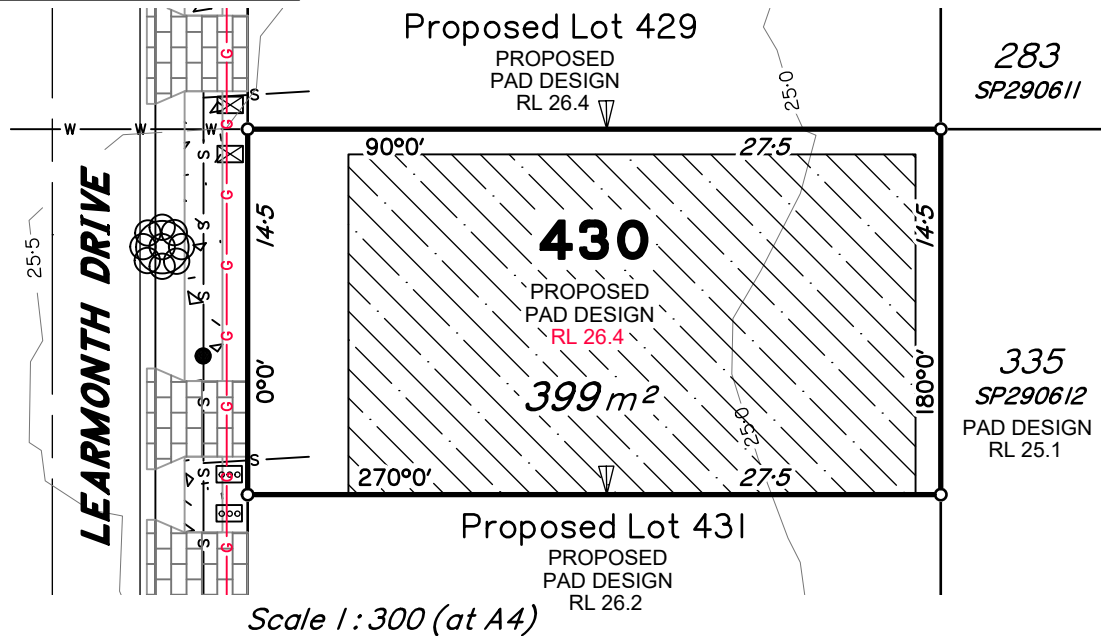 Proposed Lot 429
PROPOSED
PAD DESIGN
RL 26.4
283
SP290611
25·0
S
G
W W W
G
90°0'
27·5
S
G
14·5
14·5
S
G
430
25·5
LEARMONTH DRIVE
PROPOSED
PAD DESIGN
RL 26.4
S
G
G
0°0'
180°0'
399 m²
335
SP290612
PAD DESIGN
RL 25.1
S
G
25·0
S
S
G
270°0'
27·5
Proposed Lot 431
PROPOSED
PAD DESIGN
RL 26.2
S
G
Scale 1 : 300 (at A4)